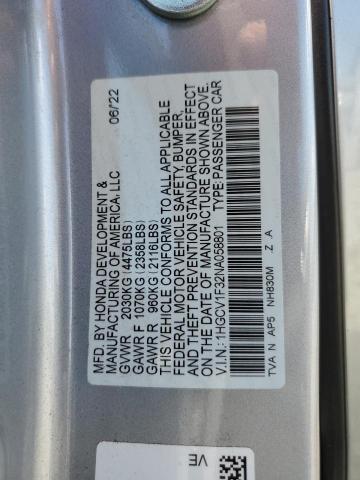 MFD. BY HONDA DEVELOPMENT &
MANUFACTURING OF AMERICA, LLC 06/22
GVWR 2030KG (4475LBS)
GAWR F 1070KG (2358LBS)
GAWR R 960KG (2116LBS)
THIS VEHICLE CONFORMS TO ALL APPLICABLE
FEDERAL MOTOR VEHICLE SAFETY, BUMPER,
AND THEFT PREVENTION STANDARDS IN EFFECT
ON THE DATE OF MANUFACTURE SHOWN ABOVE.
V.I.N.: 1HGCV1F32NA058801 TYPE: PASSENGER CAR
TVA N AP5 NH830M Z .A
VE